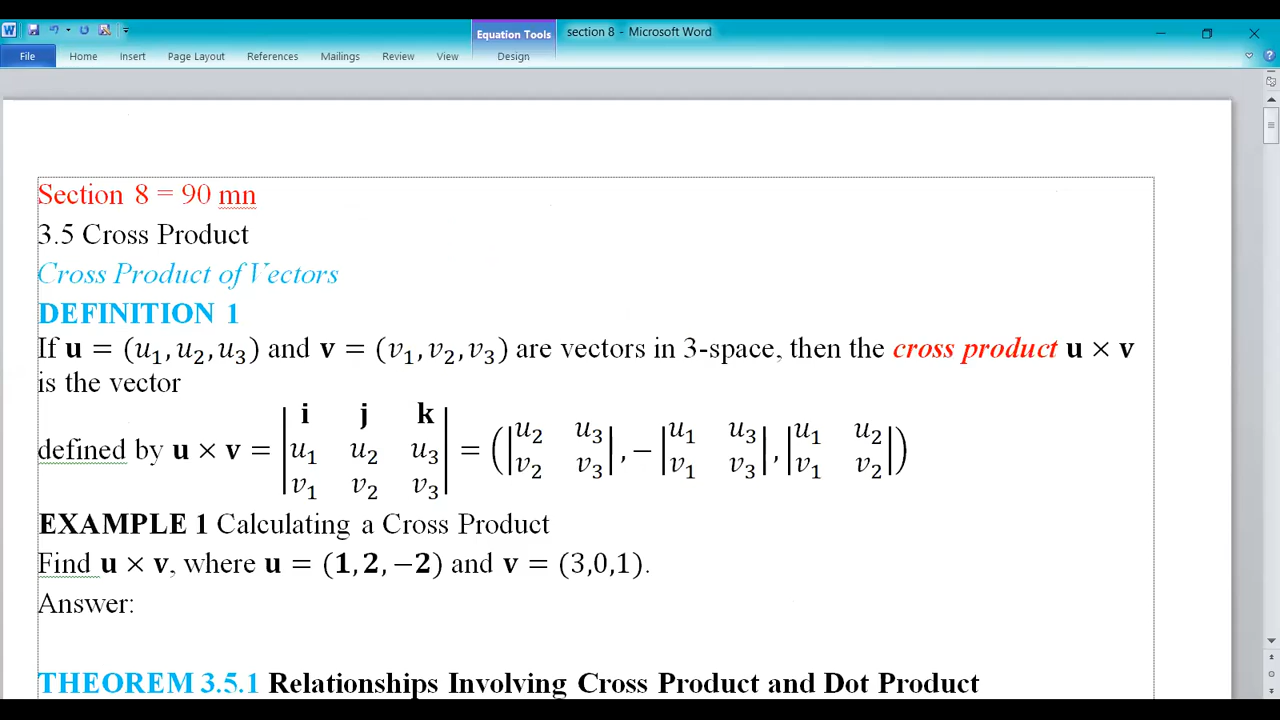 Equation Tools
section 8 - Microsoft Word
File Home Insert Page Layout References Mailings Review View Design
Section 8 = 90 mn
3.5 Cross Product
Cross Product of Vectors
DEFINITION 1
If u = (u₁, u₂, u₃) and v = (v₁, v₂, v₃) are vectors in 3-space, then the cross product u × v
is the vector
defined by u × v = |i j k; u₁ u₂ u₃; v₁ v₂ v₃| = (|u₂ u₃; v₂ v₃|, −|u₁ u₃; v₁ v₃|, |u₁ u₂; v₁ v₂|)
EXAMPLE 1 Calculating a Cross Product
Find u × v, where u = (1,2,−2) and v = (3,0,1).
Answer:
THEOREM 3.5.1 Relationships Involving Cross Product and Dot Product